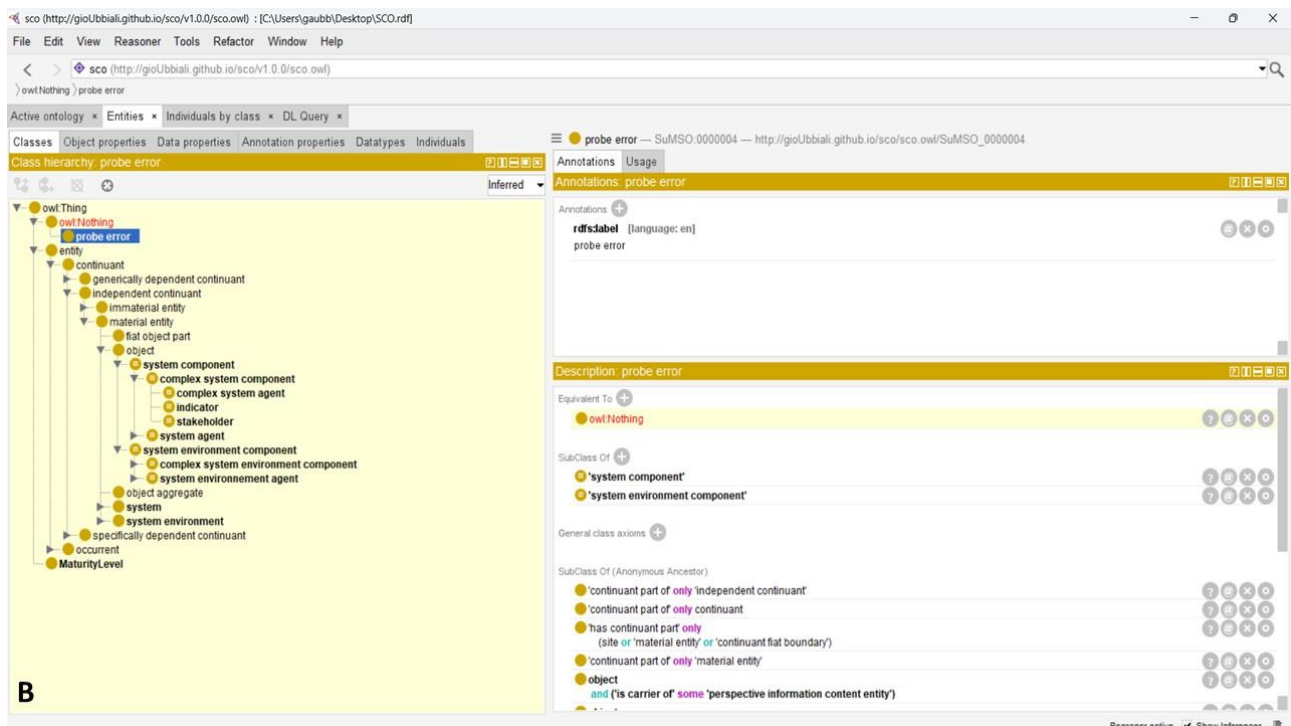 sco (http://gioUbbiali.github.io/sco/v1.0.0/sco.owl) : [C:\Users\gaubb\Desktop\SCO.rdf]
File Edit View Reasoner Tools Refactor Window Help
sco (http://gioUbbiali.github.io/sco/v1.0.0/sco.owl)
owl:Nothing probe error
Active ontology × Entities × Individuals by class × DL Query ×
Classes Object properties Data properties Annotation properties Datatypes Individuals
Class hierarchy: probe error
Inferred
owl:Thing
owl:Nothing
probe error
entity
continuant
generically dependent continuant
independent continuant
immaterial entity
material entity
fiat object part
object
system component
complex system component
complex system agent
indicator
stakeholder
system agent
system environment component
complex system environment component
system environnement agent
object aggregate
system
system environment
specifically dependent continuant
occurrent
MaturityLevel
B
probe error — SuMSO:0000004 — http://gioUbbiali.github.io/sco/sco.owl/SuMSO_0000004
Annotations Usage
Annotations: probe error
Annotations
rdfs:label [language: en]
probe error
Description: probe error
Equivalent To
owl:Nothing
SubClass Of
'system component'
'system environment component'
General class axioms
SubClass Of (Anonymous Ancestor)
'continuant part of' only 'independent continuant'
'continuant part of' only continuant
'has continuant part' only
(site or 'material entity' or 'continuant fiat boundary')
'continuant part of' only 'material entity'
object
and ('is carrier of' some 'perspective information content entity')
Reasoner active Show Inferences